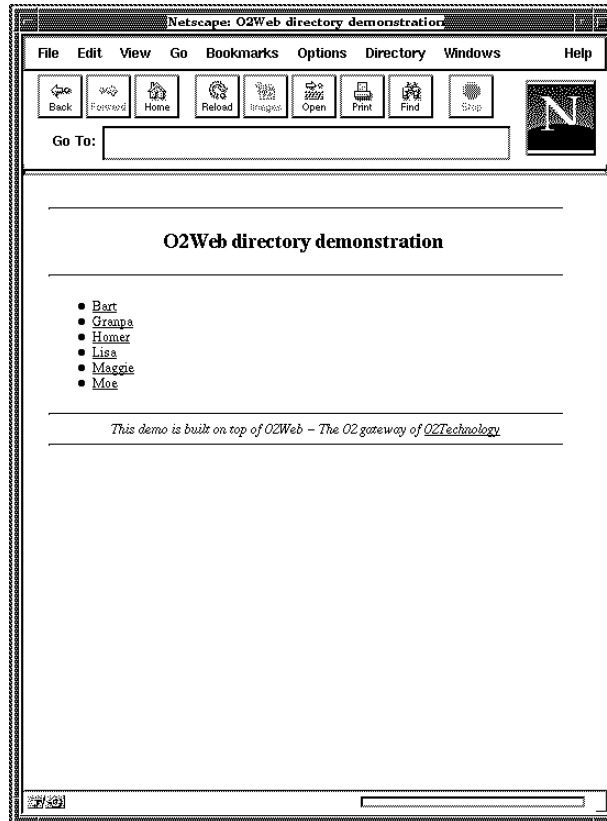 Netscape: O2Web directory demonstration
File Edit View Go Bookmarks Options Directory Windows Help
Back Forward Home Reload Images Open Print Find Stop
N
Go To:
O2Web directory demonstration
Bart
Granpa
Homer
Lisa
Maggie
Moe
This demo is built on top of O2Web – The O2 gateway of O2Technology